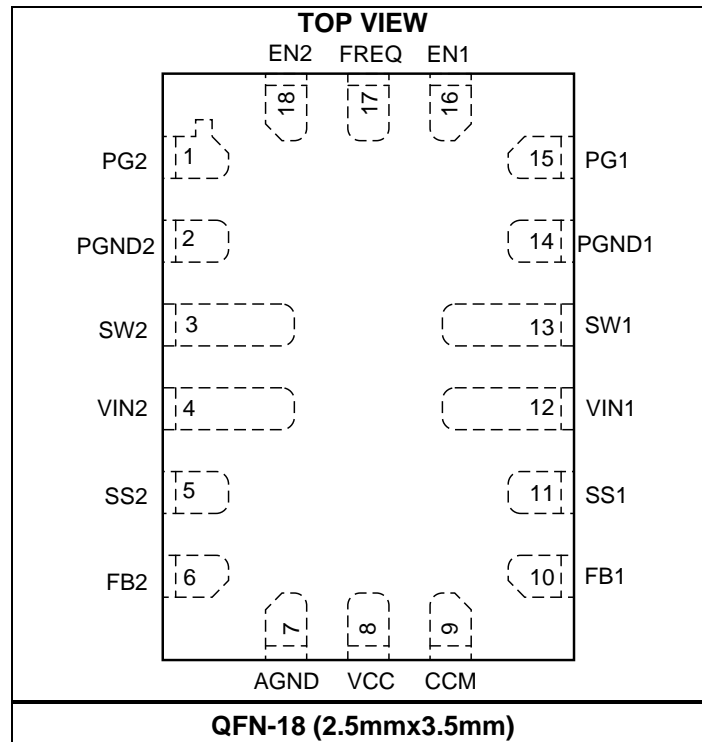 TOP VIEW
EN2 FREQ EN1
18 17 16
PG2 1 15 PG1
PGND2 2 14 PGND1
SW2 3 13 SW1
VIN2 4 12 VIN1
SS2 5 11 SS1
FB2 6 10 FB1
7 8 9
AGND VCC CCM
QFN-18 (2.5mmx3.5mm)